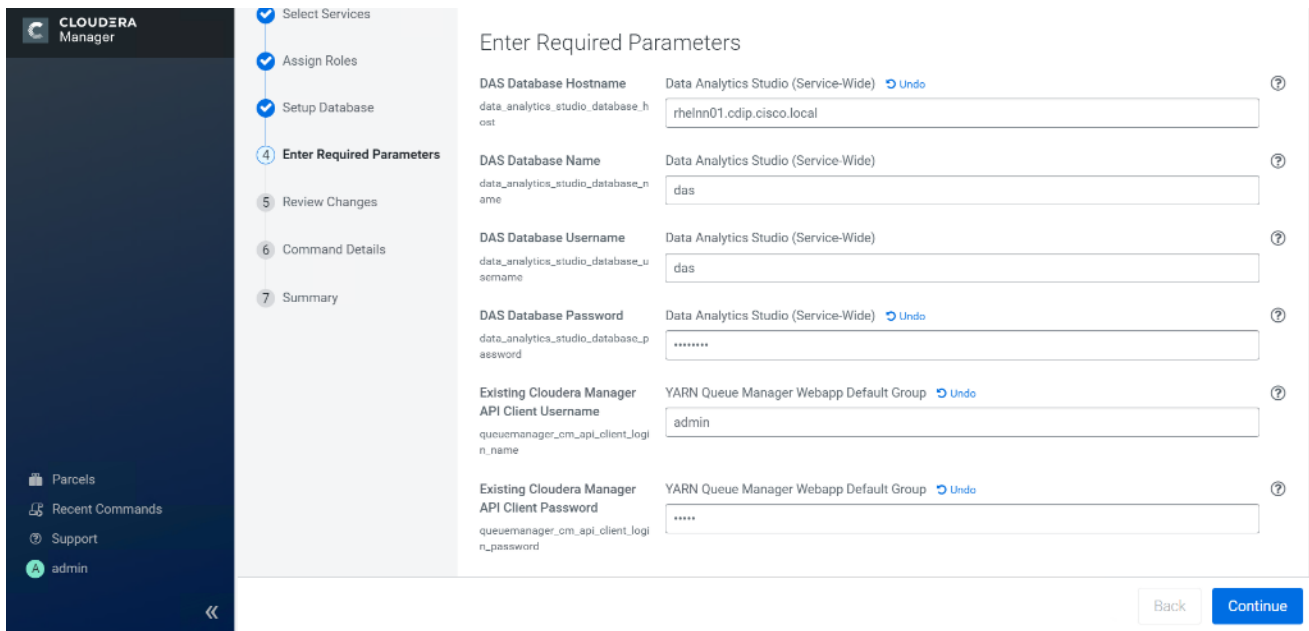 CLOUDERA
Manager
Parcels
Recent Commands
Support
A admin
Select Services
Assign Roles
Setup Database
4 Enter Required Parameters
5 Review Changes
6 Command Details
7 Summary
Enter Required Parameters
DAS Database Hostname
data_analytics_studio_database_h
ost
Data Analytics Studio (Service-Wide) Undo
rhelnn01.cdip.cisco.local
DAS Database Name
data_analytics_studio_database_n
ame
Data Analytics Studio (Service-Wide)
das
DAS Database Username
data_analytics_studio_database_u
sername
Data Analytics Studio (Service-Wide)
das
DAS Database Password
data_analytics_studio_database_p
assword
Data Analytics Studio (Service-Wide) Undo
••••••••
Existing Cloudera Manager
API Client Username
queuemanager_cm_api_client_logi
n_name
YARN Queue Manager Webapp Default Group Undo
admin
Existing Cloudera Manager
API Client Password
queuemanager_cm_api_client_logi
n_password
YARN Queue Manager Webapp Default Group Undo
•••••
Back
Continue